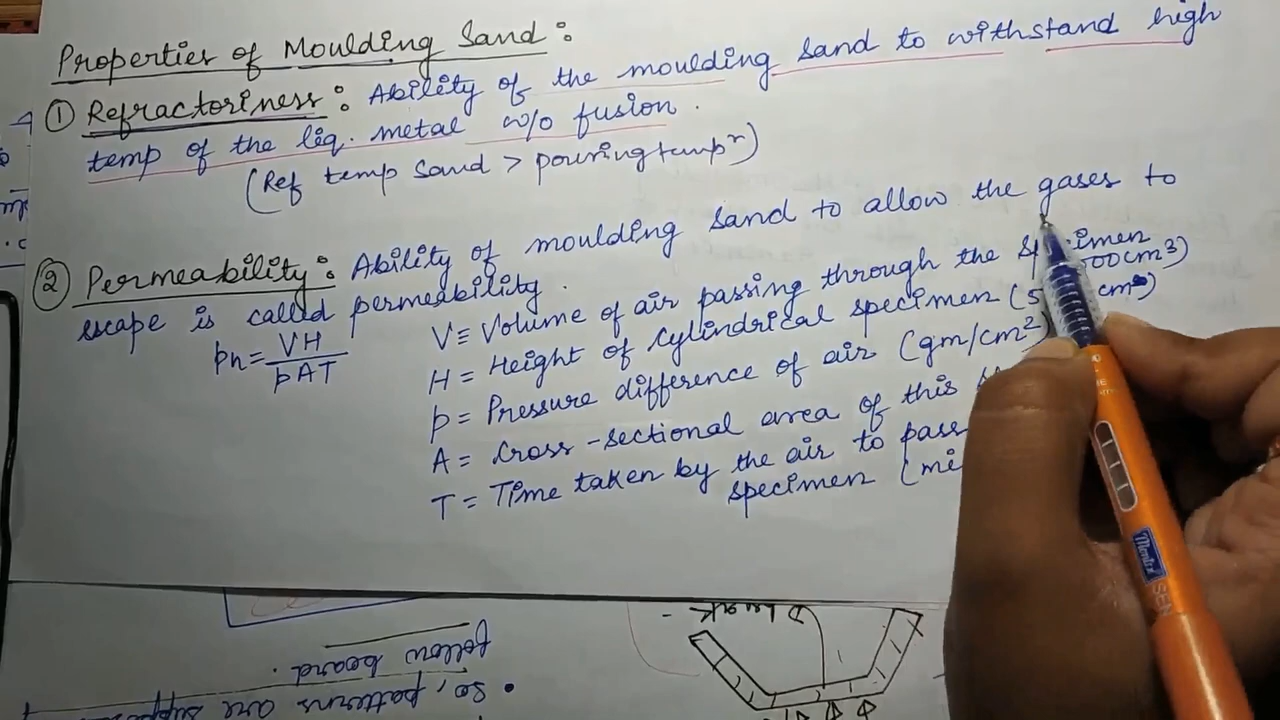 Properties of Moulding Sand :
① Refractoriness : Ability of the moulding sand to withstand high
temp of the liq. metal w/o fusion .
(Ref temp sand > pouring tempr)
② Permeability : Ability of moulding sand to allow the gases to
escape is called permeability .
pn = VH / pAT
V ≡ Volume of air passing through the specimen
H = Height of cylindrical specimen (5 cm)
p = Pressure difference of air (gm/cm²)
A = cross-sectional area of this
T = Time taken by the air to pass
specimen
follow board .
• So, patterns are
Montex